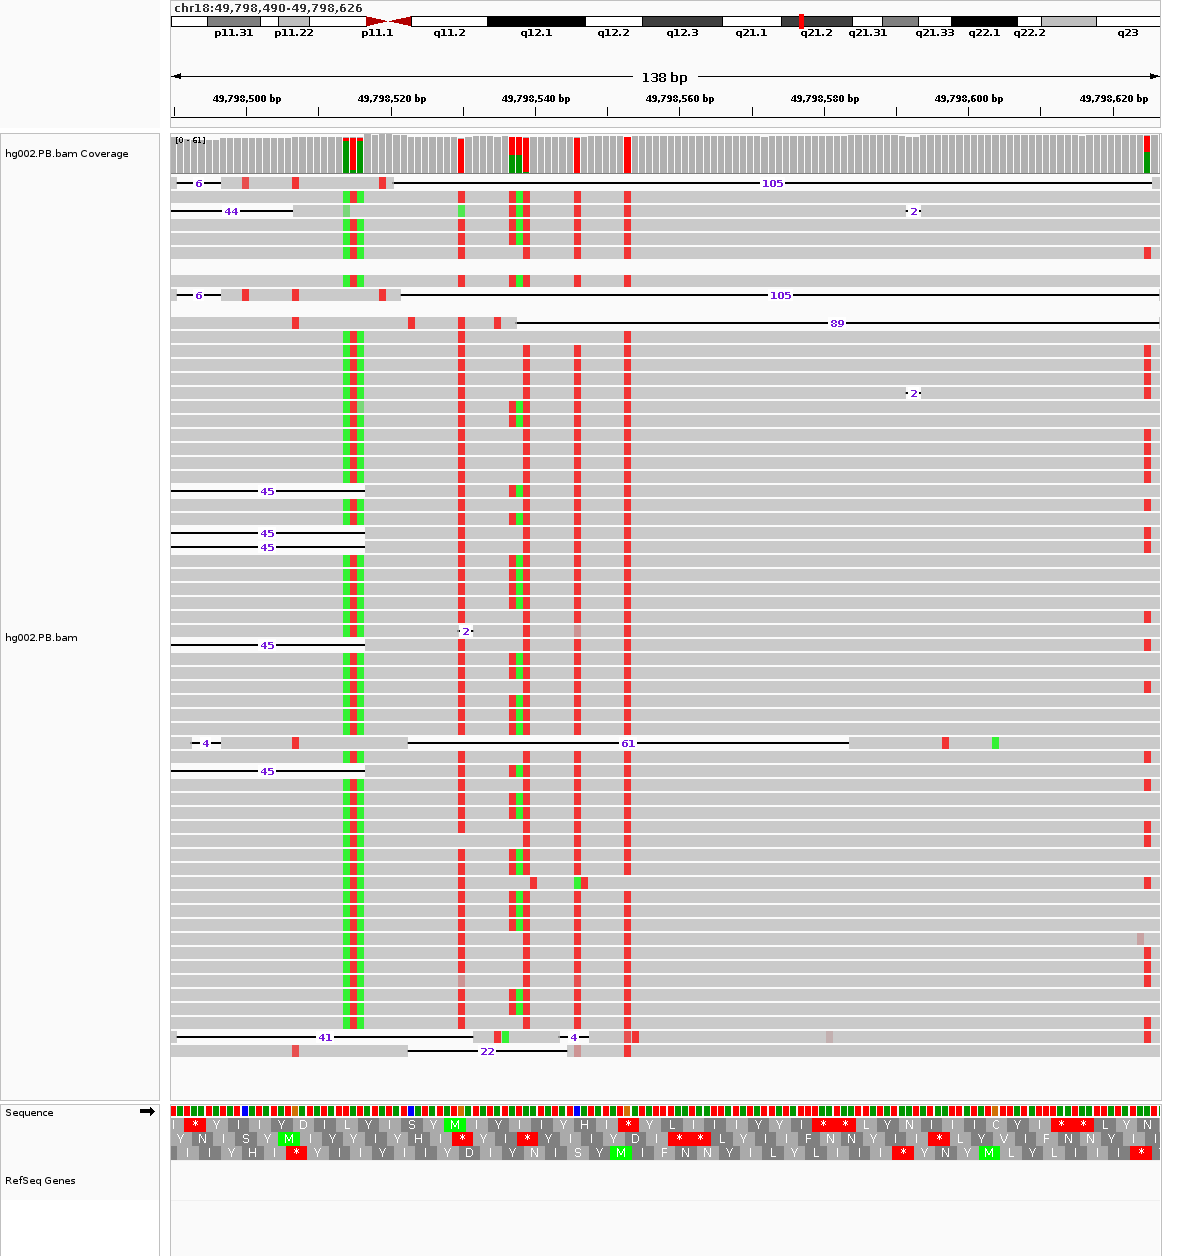 chr18:49,798,490-49,798,626
p11.31 p11.22 p11.1 q11.2 q12.1 q12.2 q12.3 q21.1 q21.2 q21.31 q21.33 q22.1 q22.2 q23
138 bp
49,798,500 bp 49,798,520 bp 49,798,540 bp 49,798,560 bp 49,798,580 bp 49,798,600 bp 49,798,620 bp
hg002.PB.bam Coverage
[0 - 61]
6 105
44 2
6 105
89
2
45
45
45
hg002.PB.bam
2
45
4 61
45
41 4
22
Sequence
I * Y I I Y D I L Y I S Y M I Y I I Y H I * Y L I I I Y Y I * * L Y N I I I C Y I * * L Y N
Y N I S Y M I Y Y I Y H I * Y I * Y I I Y D I * * L Y I I F N N Y I I * L Y V I F N N Y I I
I I Y H I * Y I I Y I I Y D I Y N I S Y M I F N N Y I L Y L I I I * Y N Y M L Y L I I I *
RefSeq Genes